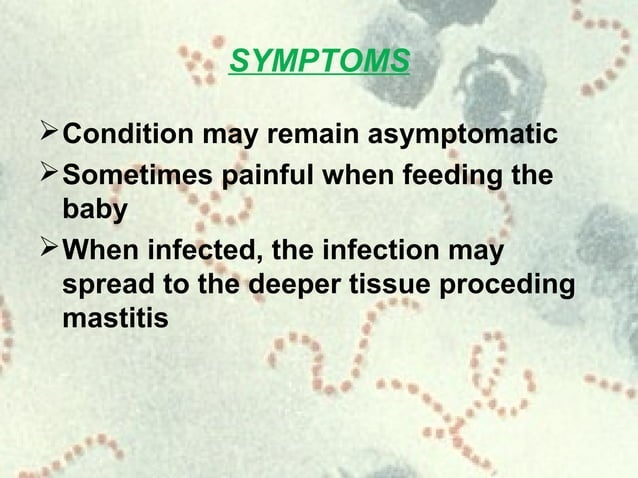 SYMPTOMS
➢Condition may remain asymptomatic
➢Sometimes painful when feeding the
baby
➢When infected, the infection may
spread to the deeper tissue proceding
mastitis